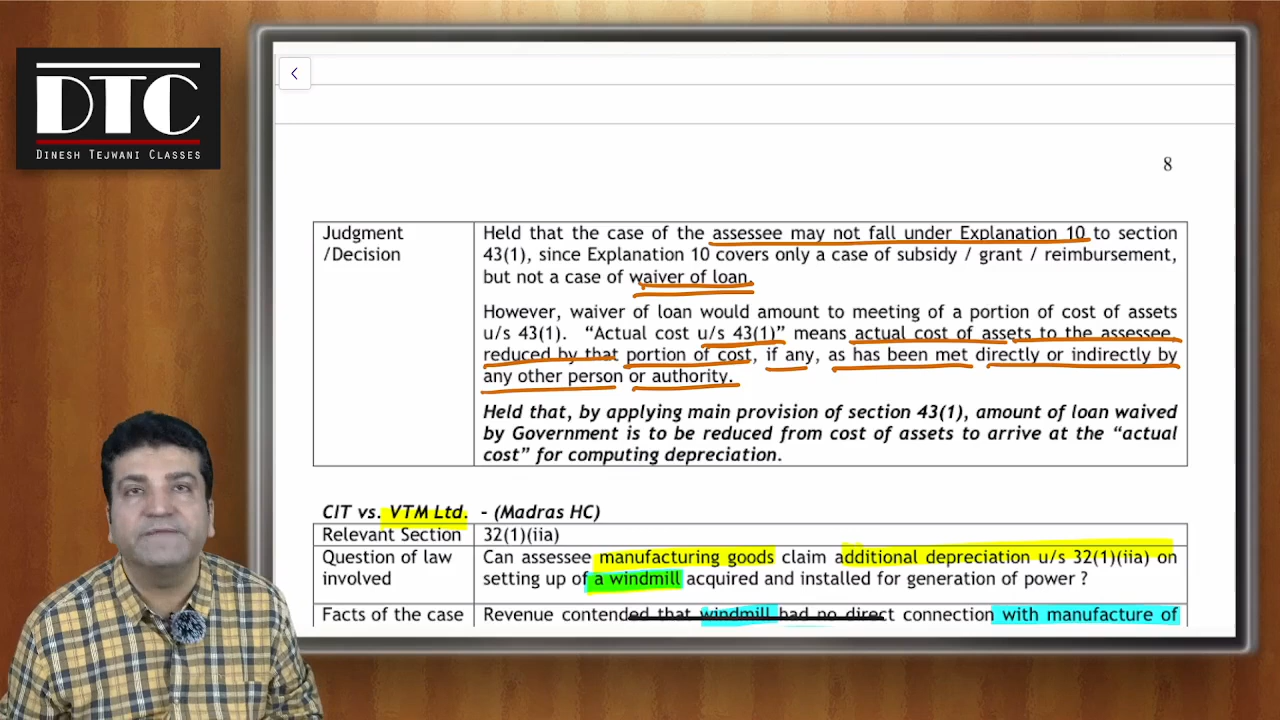 DTC
DINESH TEJWANI CLASSES
8
Judgment
/Decision
Held that the case of the assessee may not fall under Explanation 10 to section
43(1), since Explanation 10 covers only a case of subsidy / grant / reimbursement,
but not a case of waiver of loan.
However, waiver of loan would amount to meeting of a portion of cost of assets
u/s 43(1). “Actual cost u/s 43(1)” means actual cost of assets to the assessee,
reduced by that portion of cost, if any, as has been met directly or indirectly by
any other person or authority.
Held that, by applying main provision of section 43(1), amount of loan waived
by Government is to be reduced from cost of assets to arrive at the “actual
cost” for computing depreciation.
CIT vs. VTM Ltd. - (Madras HC)
Relevant Section
32(1)(iia)
Question of law
involved
Can assessee manufacturing goods claim additional depreciation u/s 32(1)(iia) on
setting up of a windmill acquired and installed for generation of power ?
Facts of the case
Revenue contended that windmill had no direct connection with manufacture of